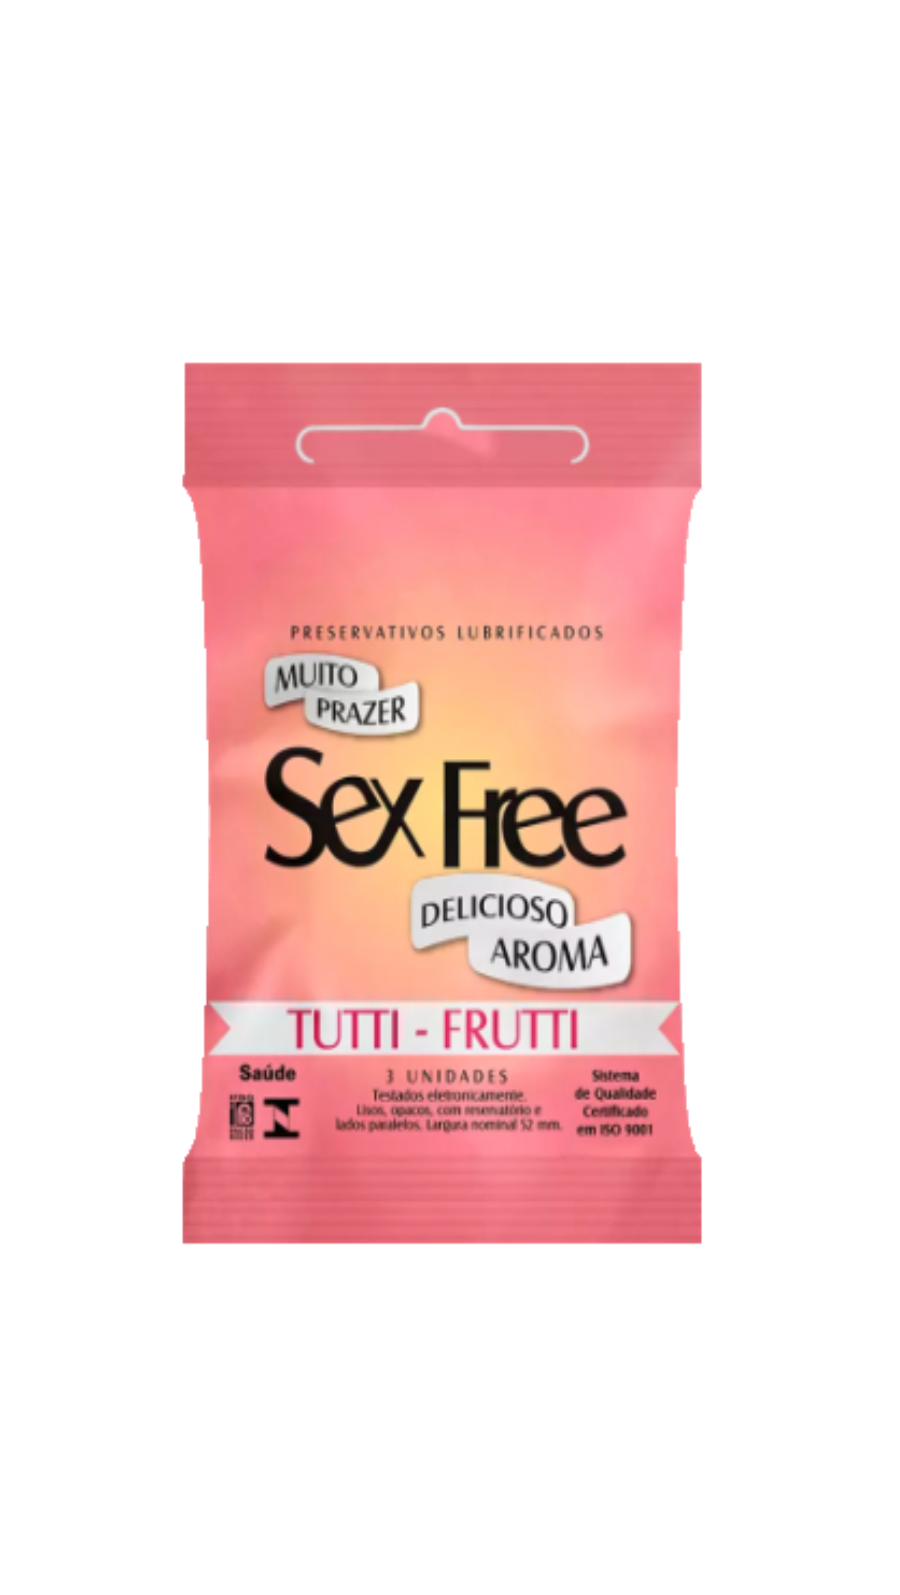 PRESERVATIVOS LUBRIFICADOS
MUITO
PRAZER
Sex Free
DELICIOSO
AROMA
TUTTI - FRUTTI
Saúde
3 UNIDADES
Testados eletronicamente.
Lisos, opacos, com reservatório e
lados paralelos. Largura nominal 52 mm.
Sistema
de Qualidade
Certificado
em ISO 9001